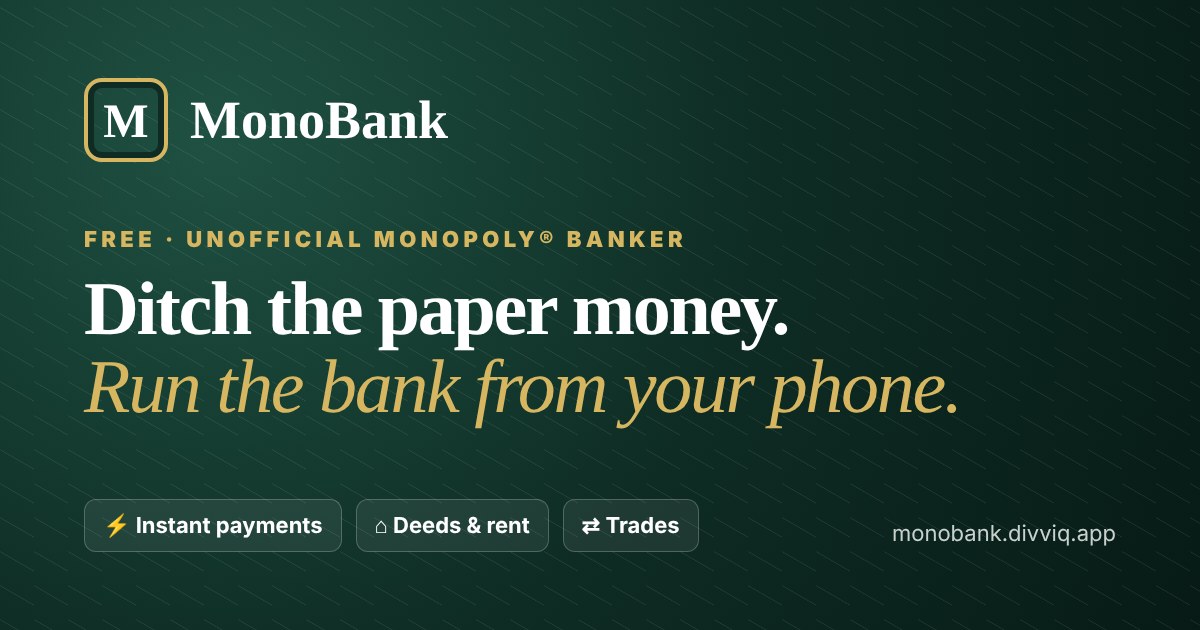 M MonoBank
FREE · UNOFFICIAL MONOPOLY® BANKER
Ditch the paper money.
Run the bank from your phone.
⚡ Instant payments ⌂ Deeds & rent ⇄ Trades
monobank.divviq.app